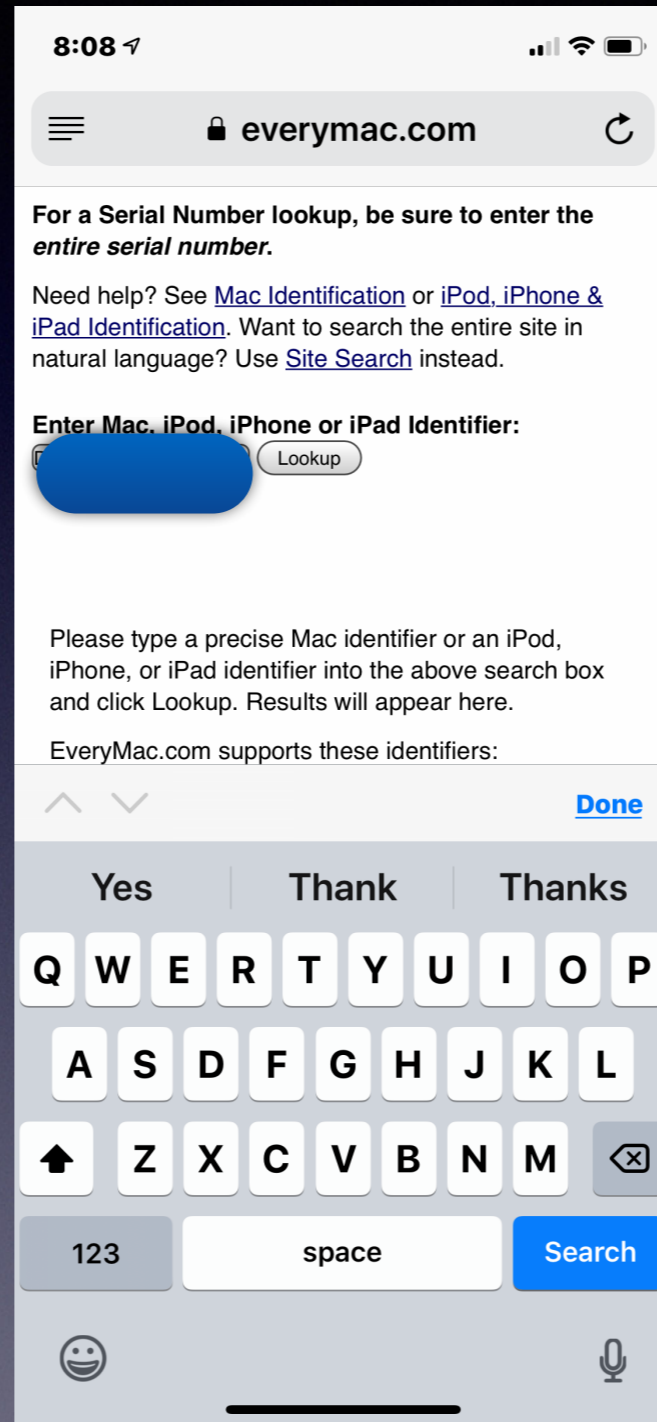 8:08
everymac.com
For a Serial Number lookup, be sure to enter the
entire serial number.
Need help? See Mac Identification or iPod, iPhone &
iPad Identification. Want to search the entire site in
natural language? Use Site Search instead.
Enter Mac, iPod, iPhone or iPad Identifier:
Lookup
Please type a precise Mac identifier or an iPod,
iPhone, or iPad identifier into the above search box
and click Lookup. Results will appear here.
EveryMac.com supports these identifiers:
Done
Yes Thank Thanks
Q W E R T Y U I O P
A S D F G H J K L
Z X C V B N M
123 space Search